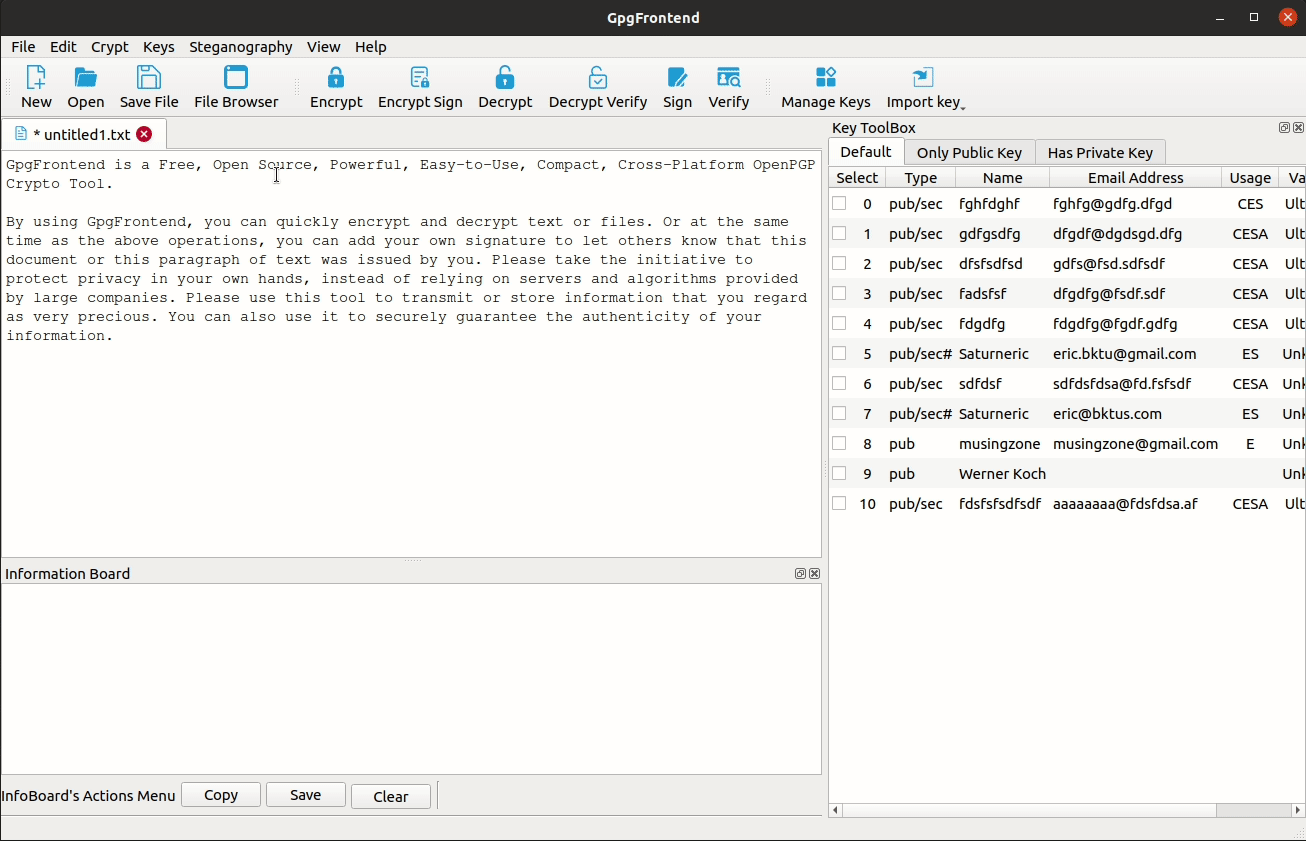 GpgFrontend
File Edit Crypt Keys Steganography View Help
New Open Save File File Browser Encrypt Encrypt Sign Decrypt Decrypt Verify Sign Verify Manage Keys Import key
* untitled1.txt
GpgFrontend is a Free, Open Source, Powerful, Easy-to-Use, Compact, Cross-Platform OpenPGP
Crypto Tool.
By using GpgFrontend, you can quickly encrypt and decrypt text or files. Or at the same
time as the above operations, you can add your own signature to let others know that this
document or this paragraph of text was issued by you. Please take the initiative to
protect privacy in your own hands, instead of relying on servers and algorithms provided
by large companies. Please use this tool to transmit or store information that you regard
as very precious. You can also use it to securely guarantee the authenticity of your
information.
Information Board
InfoBoard's Actions Menu Copy Save Clear
Key ToolBox
Default Only Public Key Has Private Key
Select Type Name Email Address Usage Va
0 pub/sec fghfdghf fghfg@gdfg.dfgd CES Ult
1 pub/sec gdfgsdfg dfgdf@dgdsgd.dfg CESA Ult
2 pub/sec dfsfsdfsd gdfs@fsd.sdfsdf CESA Ult
3 pub/sec fadsfsf dfgdfg@fsdf.sdf CESA Ult
4 pub/sec fdgdfg fdgdfg@fgdf.gdfg CESA Ult
5 pub/sec# Saturneric eric.bktu@gmail.com ES Unk
6 pub/sec sdfdsf sdfdsfdsa@fd.fsfsdf CESA Unk
7 pub/sec# Saturneric eric@bktus.com ES Unk
8 pub musingzone musingzone@gmail.com E Unk
9 pub Werner Koch Unk
10 pub/sec fdsfsfsdfsdf aaaaaaaa@fdsfdsa.af CESA Ult